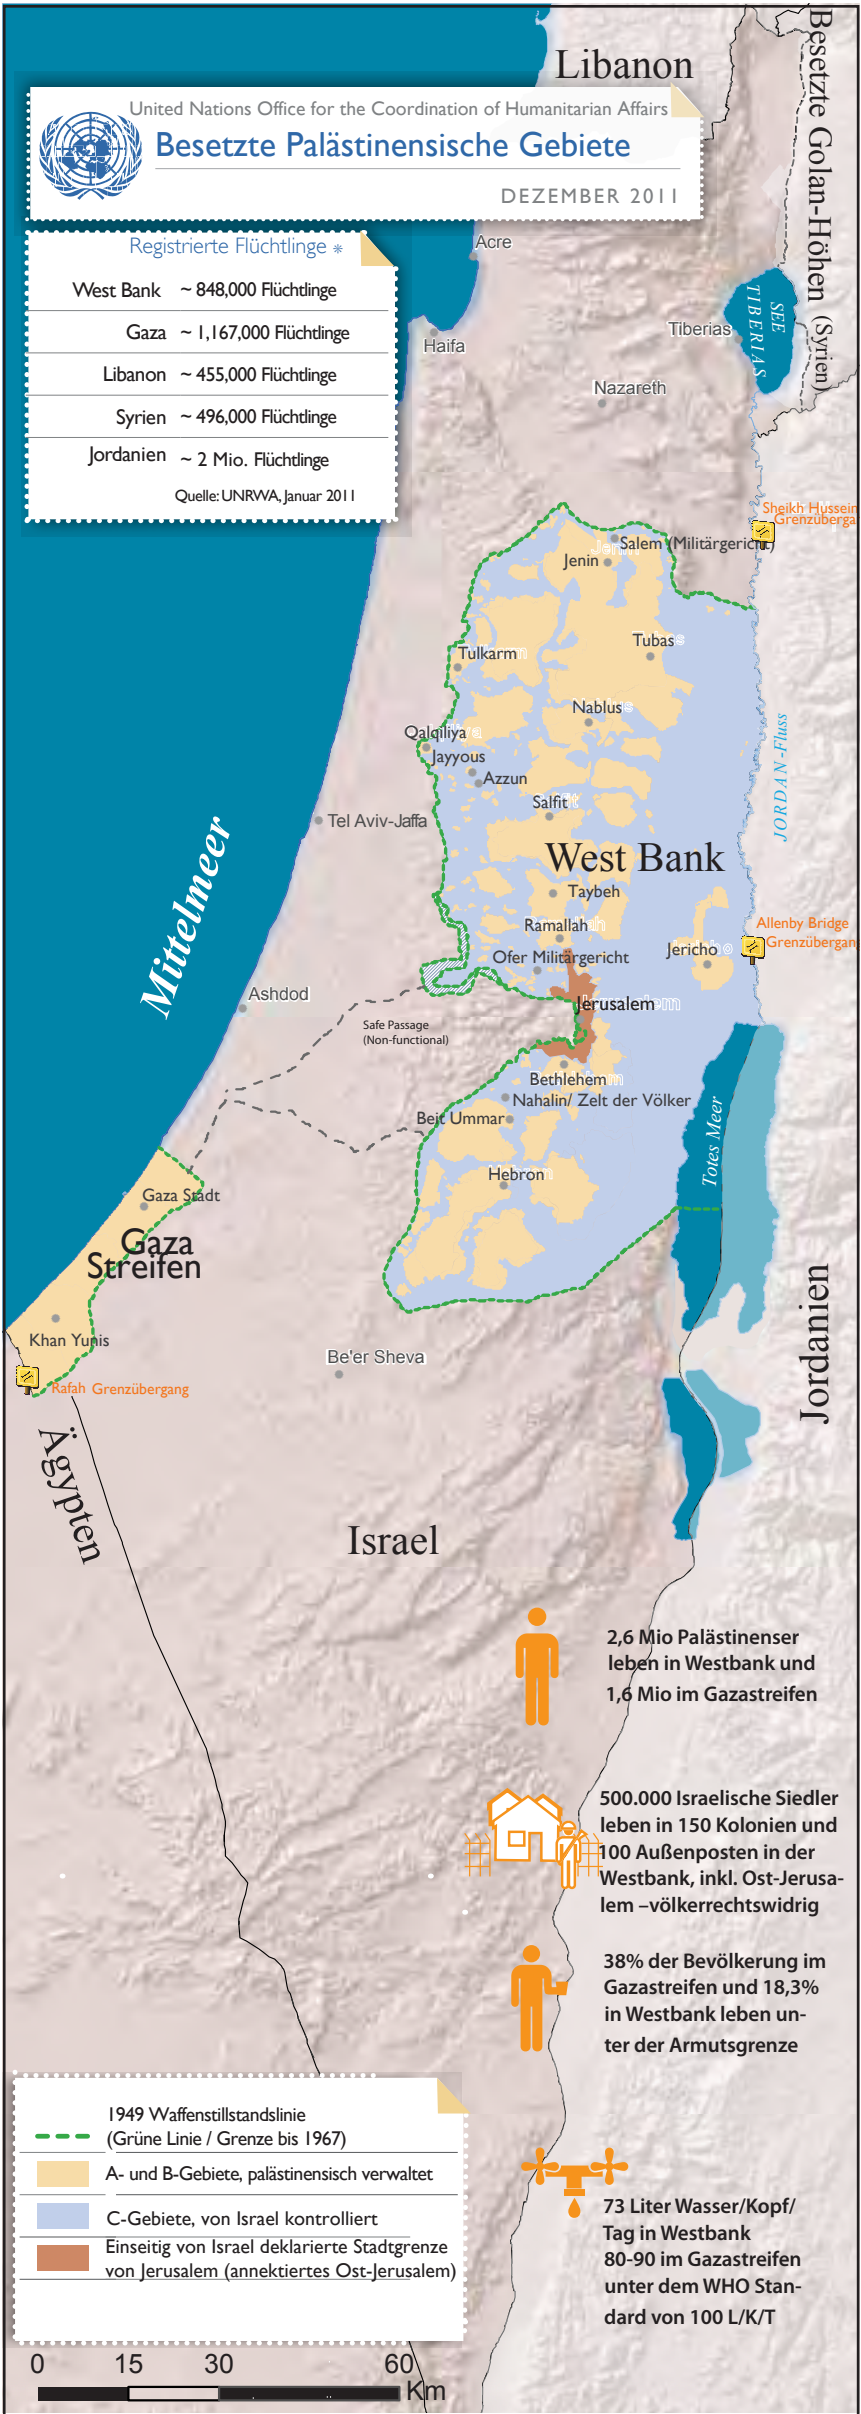 Libanon
Besetzte Golan-Höhen (Syrien)
United Nations Office for the Coordination of Humanitarian Affairs
Besetzte Palästinensische Gebiete
DEZEMBER 2011
Registrierte Flüchtlinge *
West Bank ~ 848,000 Flüchtlinge
Gaza ~ 1,167,000 Flüchtlinge
Libanon ~ 455,000 Flüchtlinge
Syrien ~ 496,000 Flüchtlinge
Jordanien ~ 2 Mio. Flüchtlinge
Quelle: UNRWA, Januar 2011
Acre
Haifa
Tiberias
SEE
TIBERIAS
Nazareth
Sheikh Hussein
Grenzüberga
Salem (Militärgericht)
Jenin
Tubas
Tulkarm
Nablus
Qalqiliya
Jayyous
Azzun
Salfit
JORDAN-Fluss
Tel Aviv-Jaffa
Mittelmeer
West Bank
Taybeh
Ramallah
Allenby Bridge
Grenzübergan
Jericho
Ofer Militärgericht
Ashdod
Jerusalem
Safe Passage
(Non-functional)
Bethlehem
Nahalin/ Zelt der Völker
Beit Ummar
Totes Meer
Hebron
Gaza Stadt
Gaza
Streifen
Jordanien
Khan Yunis
Be'er Sheva
Rafah Grenzübergang
Ägypten
Israel
2,6 Mio Palästinenser
leben in Westbank und
1,6 Mio im Gazastreifen
500.000 Israelische Siedler
leben in 150 Kolonien und
100 Außenposten in der
Westbank, inkl. Ost-Jerusa-
lem –völkerrechtswidrig
38% der Bevölkerung im
Gazastreifen und 18,3%
in Westbank leben un-
ter der Armutsgrenze
73 Liter Wasser/Kopf/
Tag in Westbank
80-90 im Gazastreifen
unter dem WHO Stan-
dard von 100 L/K/T
1949 Waffenstillstandslinie
(Grüne Linie / Grenze bis 1967)
A- und B-Gebiete, palästinensisch verwaltet
C-Gebiete, von Israel kontrolliert
Einseitig von Israel deklarierte Stadtgrenze
von Jerusalem (annektiertes Ost-Jerusalem)
0 15 30 60
Km